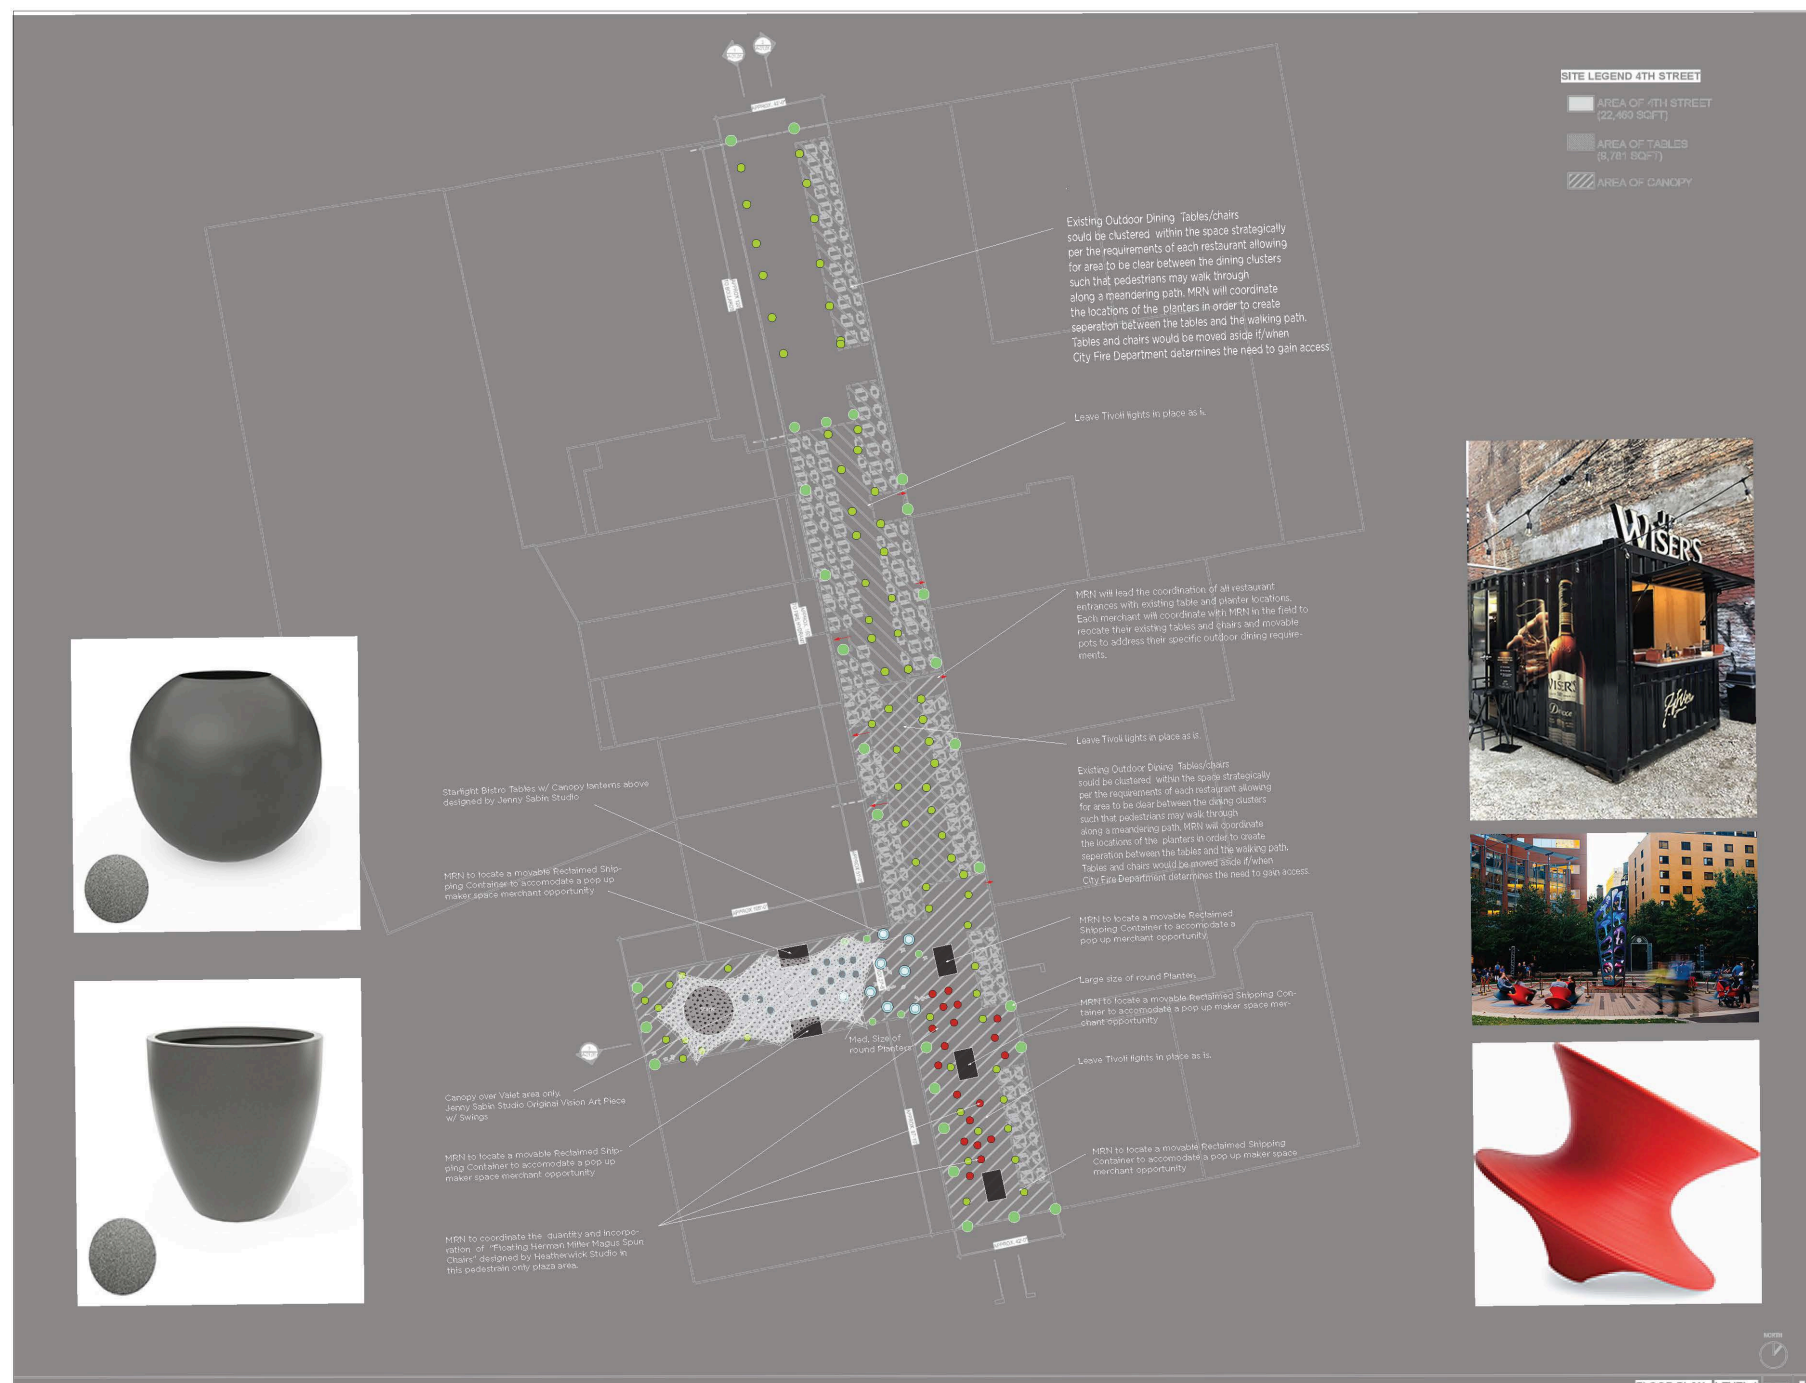 SITE LEGEND 4TH STREET
AREA OF 4TH STREET
(22,460 SQFT)
AREA OF TABLES
(9,781 SQFT)
AREA OF CANOPY
Existing Outdoor Dining Tables/chairs
sould be clustered within the space strategically
per the requirements of each restaurant allowing
for area to be clear between the dining clusters
such that pedestrians may walk through
along a meandering path. MRN will coordinate
the locations of the planters in order to create
seperation between the tables and the walking path.
Tables and chairs would be moved aside if/when
City Fire Department determines the need to gain access
Leave Tivoli lights in place as is.
MRN will lead the coordination of all restaurant
entrances with existing table and planter locations.
Each merchant will coordinate with MRN in the field to
reocate their existing tables and chairs and movable
pots to address their specific outdoor dining require-
ments.
Leave Tivoli lights in place as is.
Existing Outdoor Dining Tables/chairs
sould be clustered within the space strategically
per the requirements of each restaurant allowing
for area to be clear between the dining clusters
such that pedestrians may walk through
along a meandering path. MRN will coordinate
the locations of the planters in order to create
seperation between the tables and the walking path.
Tables and chairs would be moved aside if/when
City Fire Department determines the need to gain access
MRN to locate a movable Reclaimed
Shipping Container to accomodate a
pop up merchant opportunity
Large size of round Planters
MRN to locate a movable Reclaimed Shipping Con-
tainer to accomodate a pop up maker space mer-
chant opportunity
Leave Tivoli lights in place as is.
MRN to locate a movable Reclaimed Shipping
Container to accomodate a pop up maker space
merchant opportunity
Starlight Bistro Tables w/ Canopy lanterns above
designed by Jenny Sabin Studio
MRN to locate a movable Reclaimed Ship-
ping Container to accomodate a pop up
maker space merchant opportunity
Med. Size of
round Planters
Canopy over Valet area only.
Jenny Sabin Studio Original Vision Art Piece
w/ Swings
MRN to locate a movable Reclaimed Ship-
ping Container to accomodate a pop up
maker space merchant opportunity
MRN to coordinate the quantity and incorpo-
ration of "Floating Herman Miller Magus Spun
Chairs" designed by Heatherwick Studio in
this pedestrain only plaza area.
J.P.
WISER'S
WISER'S
NORTH